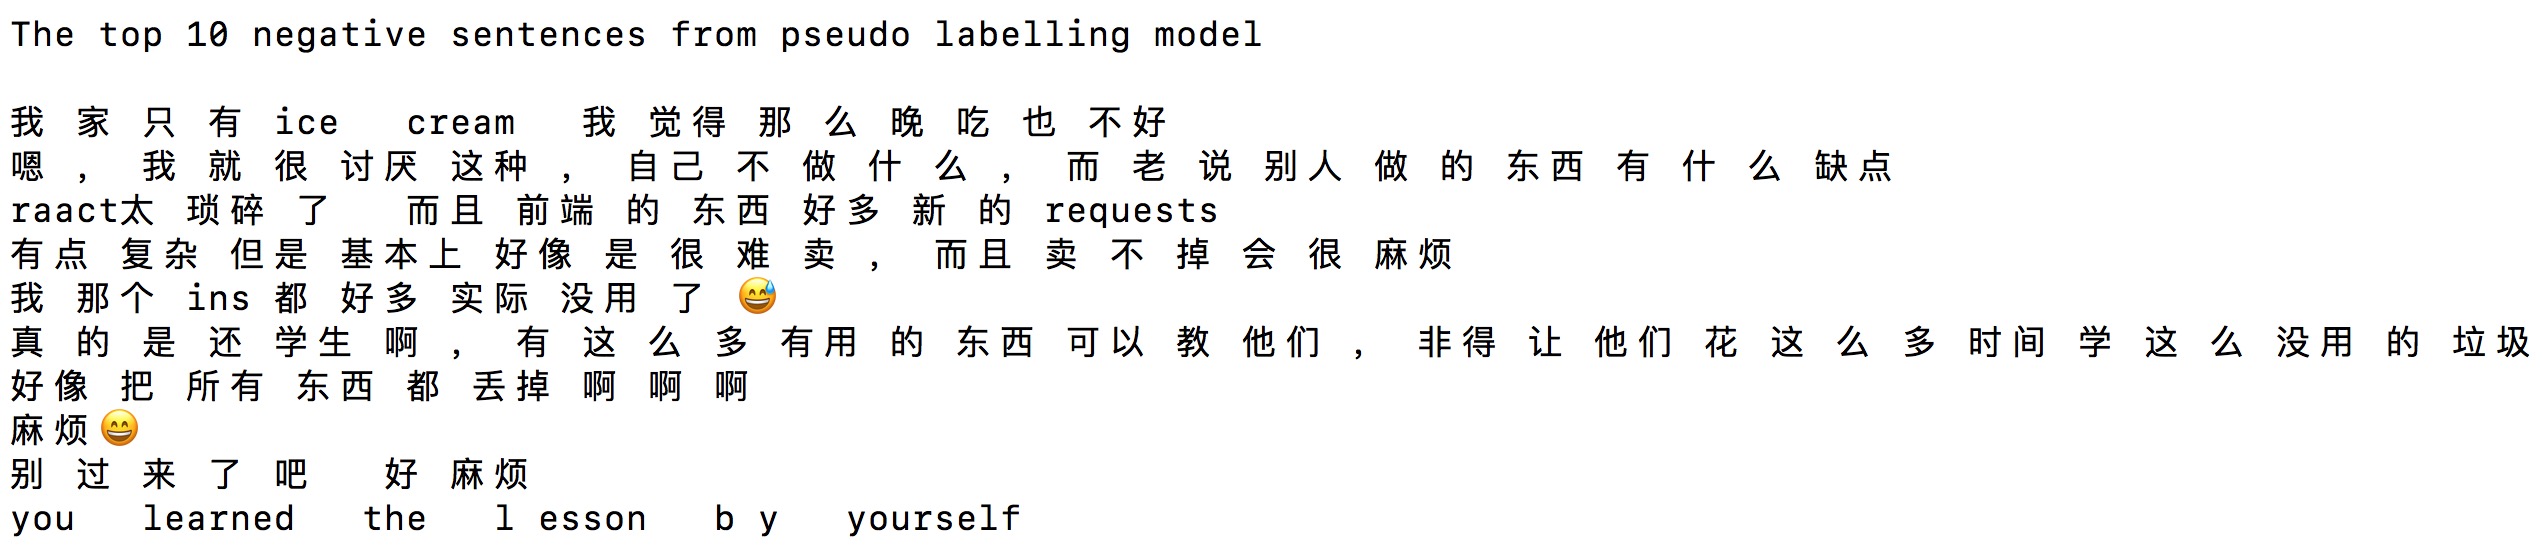 The top 10 negative sentences from pseudo labelling model
我 家 只 有 ice cream 我 觉得 那 么 晚 吃 也 不好
嗯 , 我 就 很 讨厌 这种 , 自己 不 做 什 么 , 而 老 说 别人 做 的 东西 有 什 么 缺点
raact太 琐碎 了 而且 前端 的 东西 好多 新 的 requests
有点 复杂 但是 基本上 好像 是 很 难 卖 , 而且 卖 不 掉 会 很 麻烦
我 那个 ins 都 好多 实际 没用 了 😅
真 的 是 还 学生 啊 , 有 这 么 多 有用 的 东西 可以 教 他们 , 非得 让 他们 花 这 么 多 时间 学 这 么 没用 的 垃圾
好像 把 所有 东西 都 丢掉 啊 啊 啊
麻烦😄
别 过 来 了 吧 好 麻烦
you learned the l esson b y yourself